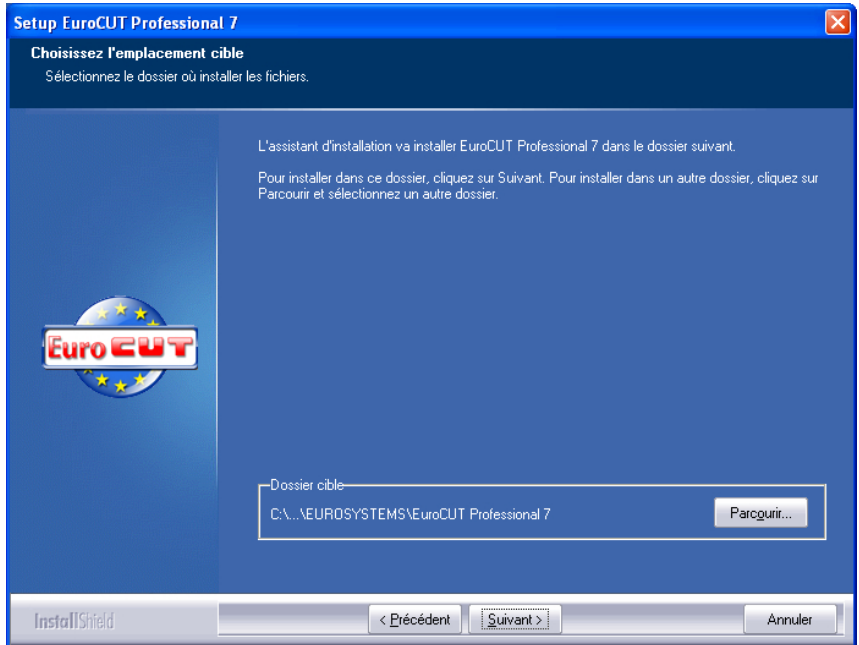 Setup EuroCUT Professional 7
Choisissez l'emplacement cible
Sélectionnez le dossier où installer les fichiers.
L'assistant d'installation va installer EuroCUT Professional 7 dans le dossier suivant.
Pour installer dans ce dossier, cliquez sur Suivant. Pour installer dans un autre dossier, cliquez sur
Parcourir et sélectionnez un autre dossier.
Euro CUT
Dossier cible
C:\...\EUROSYSTEMS\EuroCUT Professional 7
Parcourir...
InstallShield
< Précédent
Suivant >
Annuler